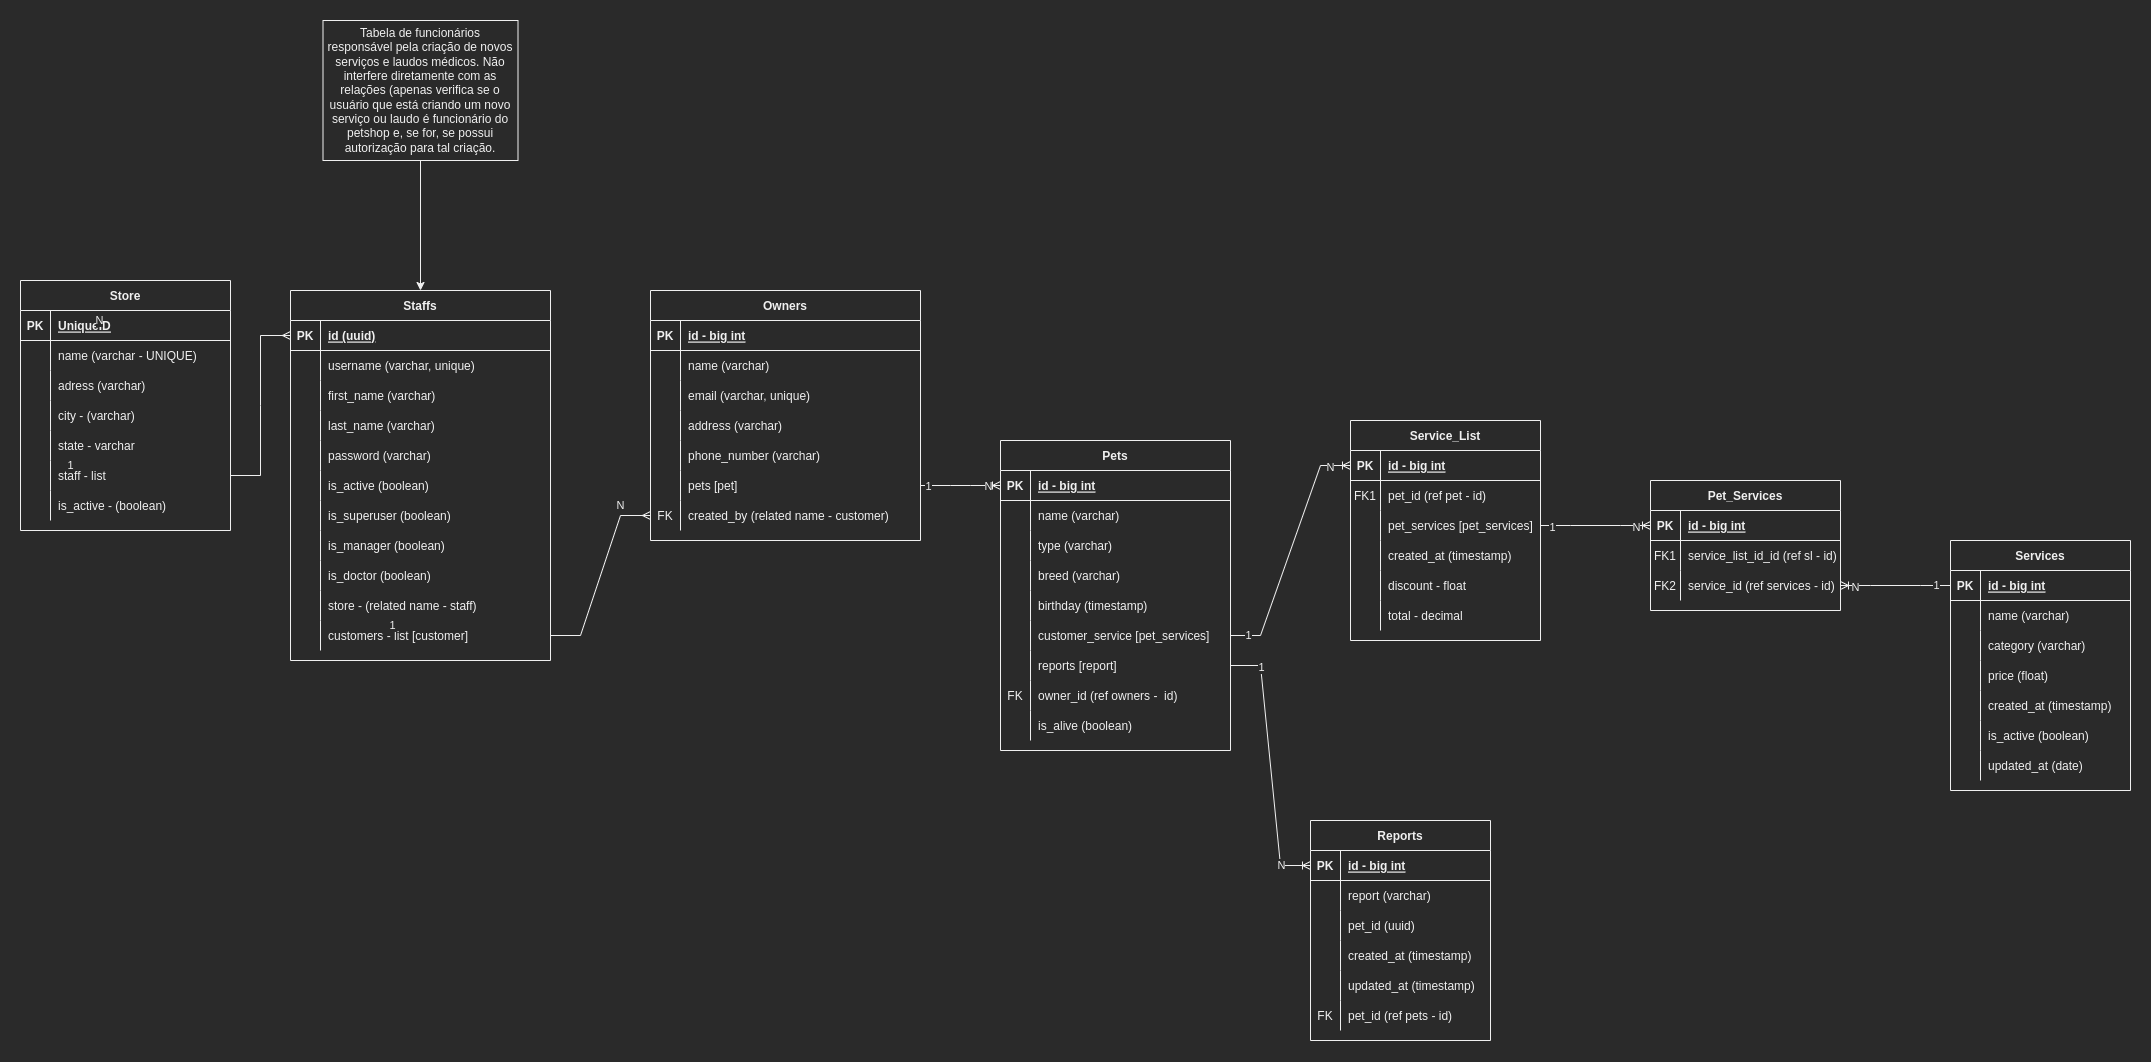 Tabela de funcionários
responsável pela criação de novos
serviços e laudos médicos. Não
interfere diretamente com as
relações (apenas verifica se o
usuário que está criando um novo
serviço ou laudo é funcionário do
petshop e, se for, se possui
autorização para tal criação.
Store
PK UniqueID
N
name (varchar - UNIQUE)
adress (varchar)
city - (varchar)
state - varchar
1
staff - list
is_active - (boolean)
Staffs
PK id (uuid)
username (varchar, unique)
first_name (varchar)
last_name (varchar)
password (varchar)
is_active (boolean)
is_superuser (boolean)
is_manager (boolean)
is_doctor (boolean)
store - (related name - staff)
1
customers - list [customer]
N
Owners
PK id - big int
name (varchar)
email (varchar, unique)
address (varchar)
phone_number (varchar)
pets [pet]
FK created_by (related name - customer)
1 N
Pets
PK id - big int
name (varchar)
type (varchar)
breed (varchar)
birthday (timestamp)
customer_service [pet_services]
reports [report]
FK owner_id (ref owners - id)
is_alive (boolean)
1 N
1
N
Service_List
PK id - big int
FK1 pet_id (ref pet - id)
pet_services [pet_services]
created_at (timestamp)
discount - float
total - decimal
1 N
Pet_Services
PK id - big int
FK1 service_list_id_id (ref sl - id)
FK2 service_id (ref services - id)
N 1
Services
PK id - big int
name (varchar)
category (varchar)
price (float)
created_at (timestamp)
is_active (boolean)
updated_at (date)
Reports
PK id - big int
report (varchar)
pet_id (uuid)
created_at (timestamp)
updated_at (timestamp)
FK pet_id (ref pets - id)